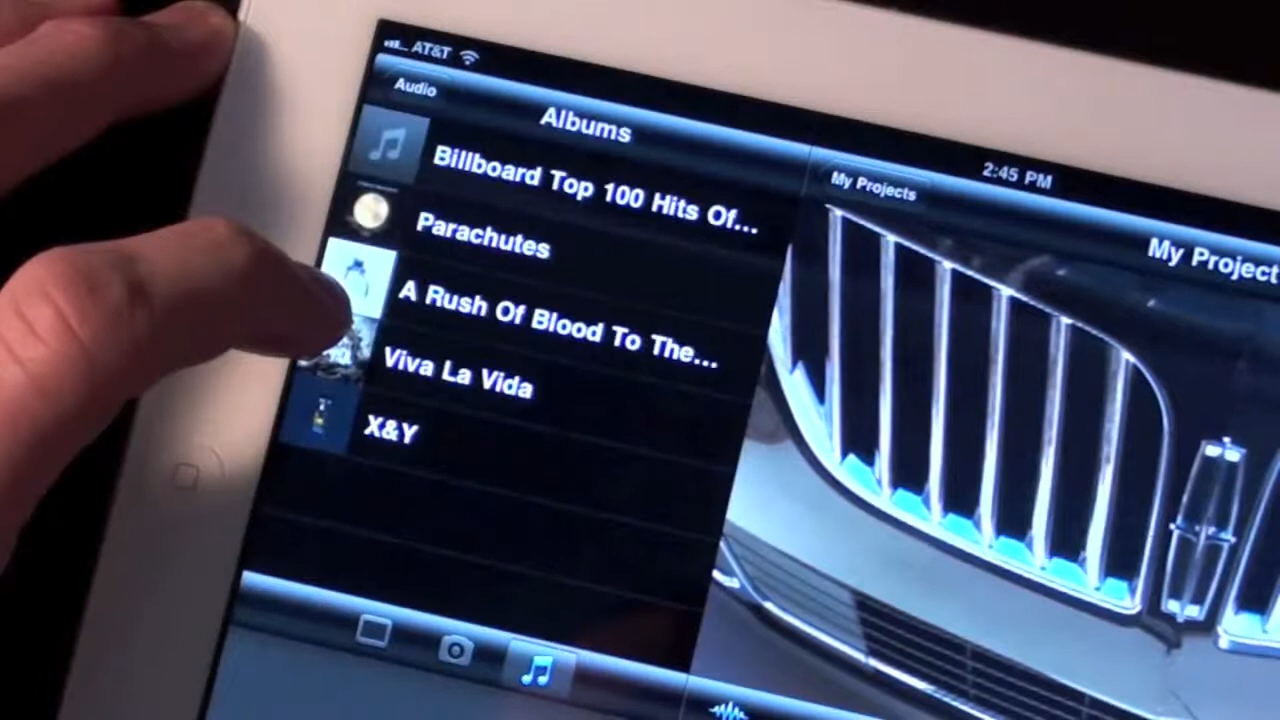 AT&T
Audio
Albums
Billboard Top 100 Hits Of...
Parachutes
A Rush Of Blood To The...
Viva La Vida
X&Y
2:45 PM
My Projects
My Project